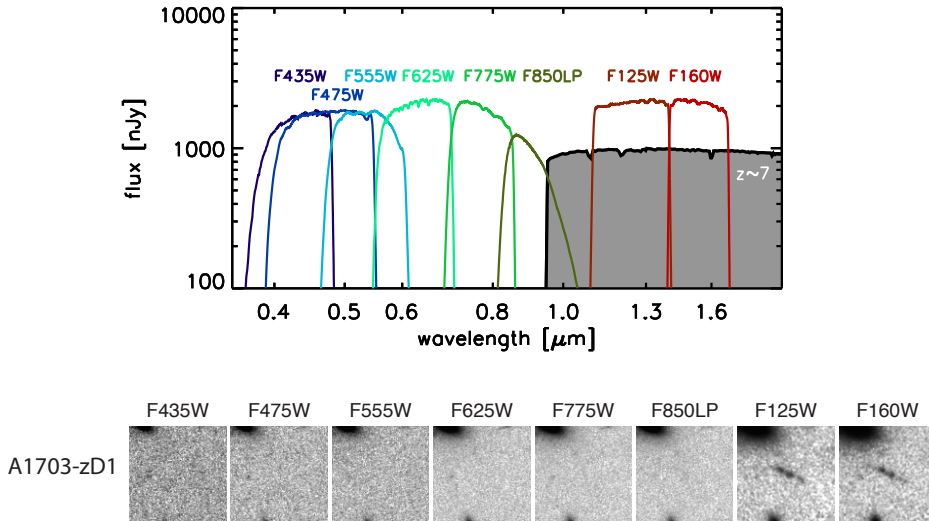 10000
F435W F555W F625W F775W F850LP F125W F160W
F475W
1000
flux [nJy]
z~7
100
0.4 0.5 0.6 0.8 1.0 1.3 1.6
wavelength [μm]
F435W F475W F555W F625W F775W F850LP F125W F160W
A1703-zD1